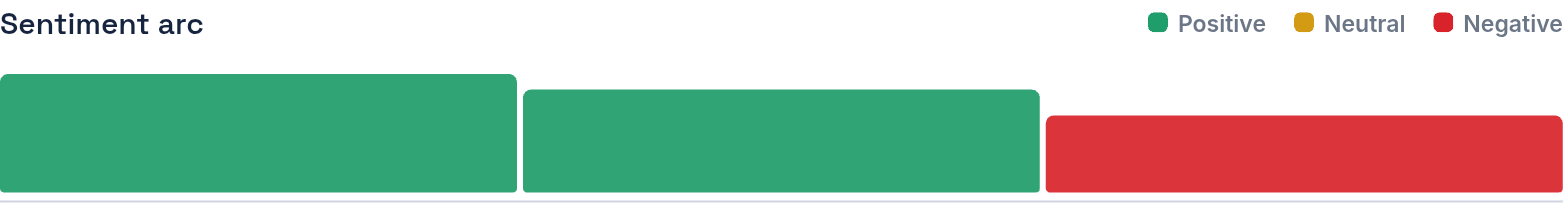 Sentiment arc
Positive
Neutral
Negative